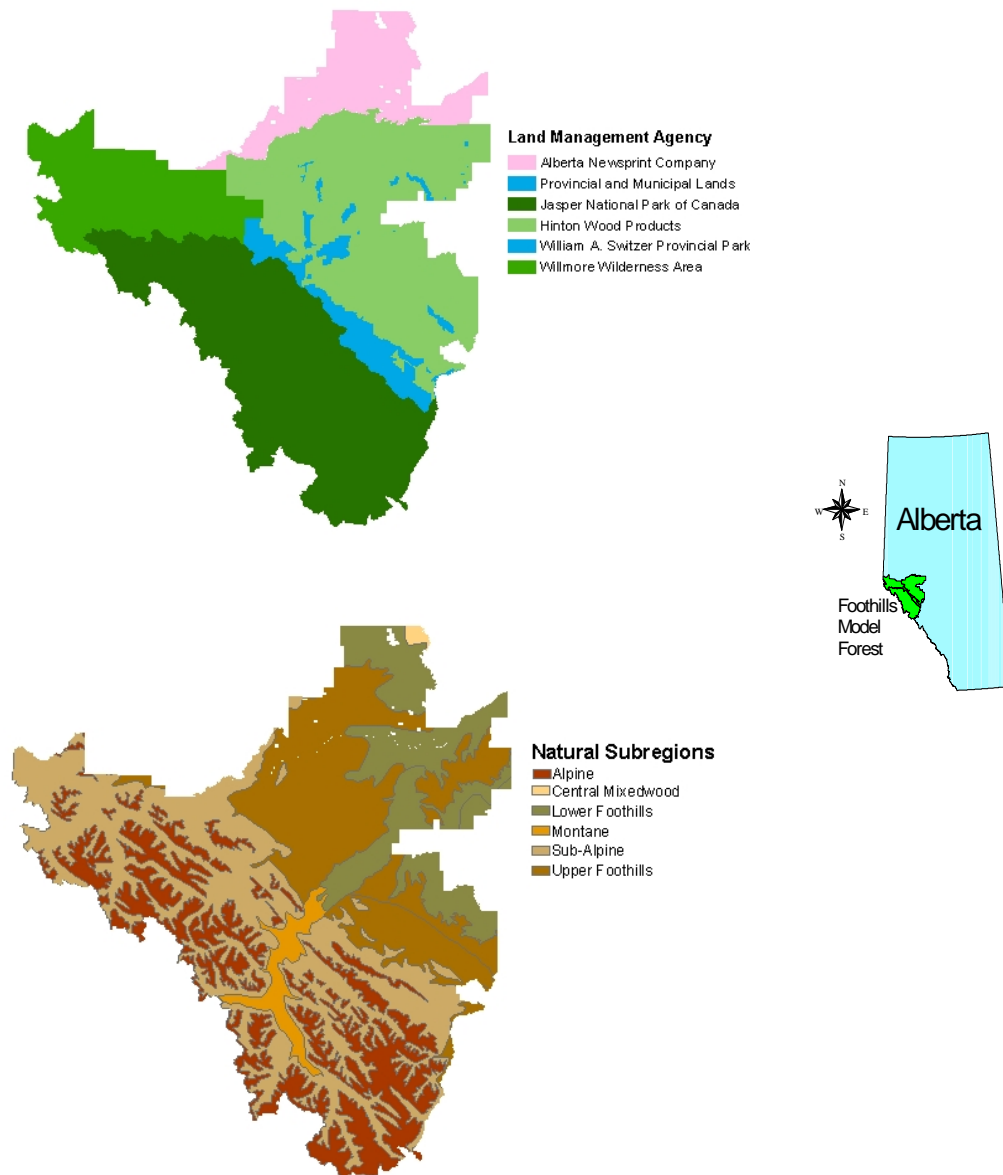 Land Management Agency
Alberta Newsprint Company
Provincial and Municipal Lands
Jasper National Park of Canada
Hinton Wood Products
William A. Switzer Provincial Park
Willmore Wilderness Area
N
W E
S
Alberta
Foothills
Model
Forest
Natural Subregions
Alpine
Central Mixedwood
Lower Foothills
Montane
Sub-Alpine
Upper Foothills